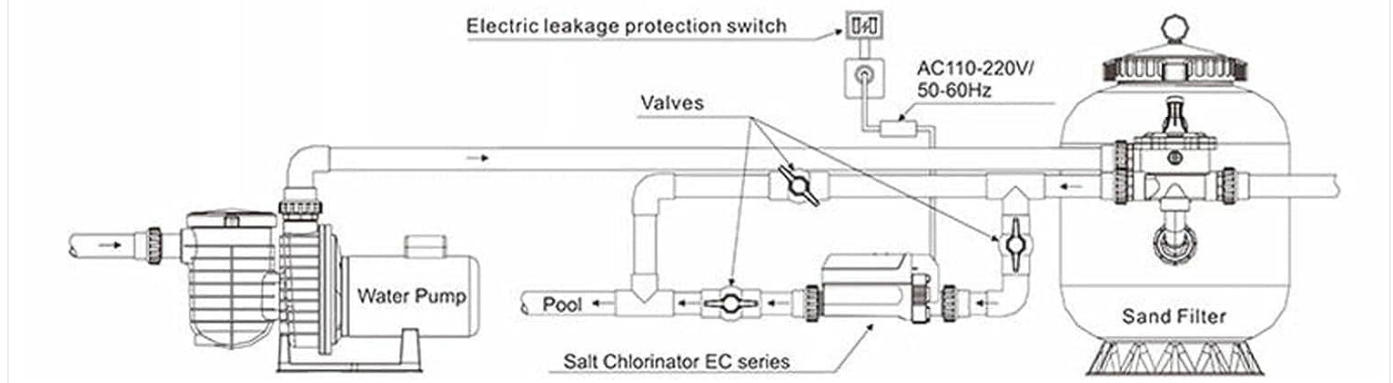 Electric leakage protection switch
AC110-220V/
50-60Hz
Valves
Water Pump
Pool
Sand Filter
Salt Chlorinator EC series